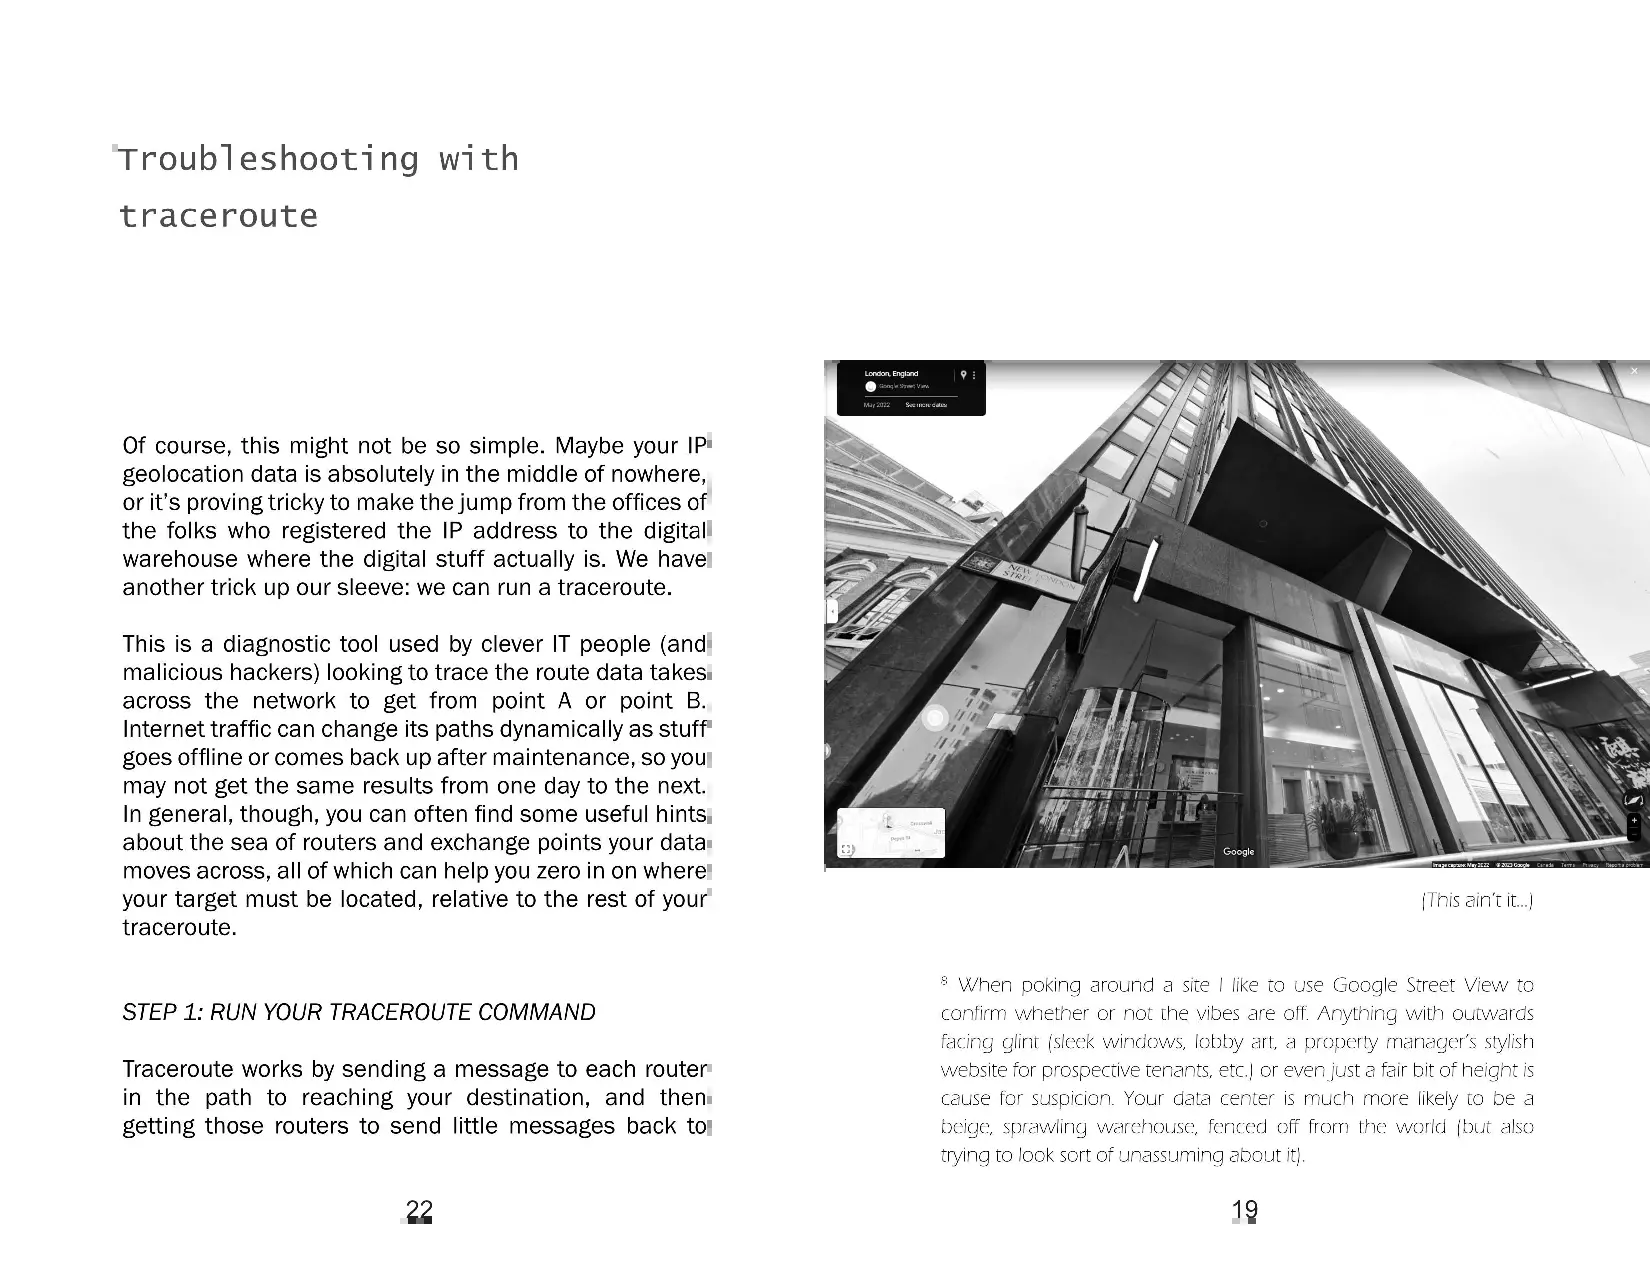 Troubleshooting with
traceroute
Of course, this might not be so simple. Maybe your IP
geolocation data is absolutely in the middle of nowhere,
or it's proving tricky to make the jump from the offices of
the folks who registered the IP address to the digital
warehouse where the digital stuff actually is. We have
another trick up our sleeve: we can run a traceroute.
This is a diagnostic tool used by clever IT people (and
malicious hackers) looking to trace the route data takes
across the network to get from point A or point B.
Internet traffic can change its paths dynamically as stuff
goes offline or comes back up after maintenance, so you
may not get the same results from one day to the next.
In general, though, you can often find some useful hints
about the sea of routers and exchange points your data
moves across, all of which can help you zero in on where
your target must be located, relative to the rest of your
traceroute.
STEP 1: RUN YOUR TRACEROUTE COMMAND
Traceroute works by sending a message to each router
in the path to reaching your destination, and then
getting those routers to send little messages back to
22
London, England
Google Street View
May 2022 See more dates
NEW LONDON
STREET
Google
Image capture: May 2022 © 2023 Google Canada Terms Privacy Report a problem
(This ain't it...)
8 When poking around a site I like to use Google Street View to
confirm whether or not the vibes are off. Anything with outwards
facing glint (sleek windows, lobby art, a property manager's stylish
website for prospective tenants, etc.) or even just a fair bit of height is
cause for suspicion. Your data center is much more likely to be a
beige, sprawling warehouse, fenced off from the world (but also
trying to look sort of unassuming about it).
19